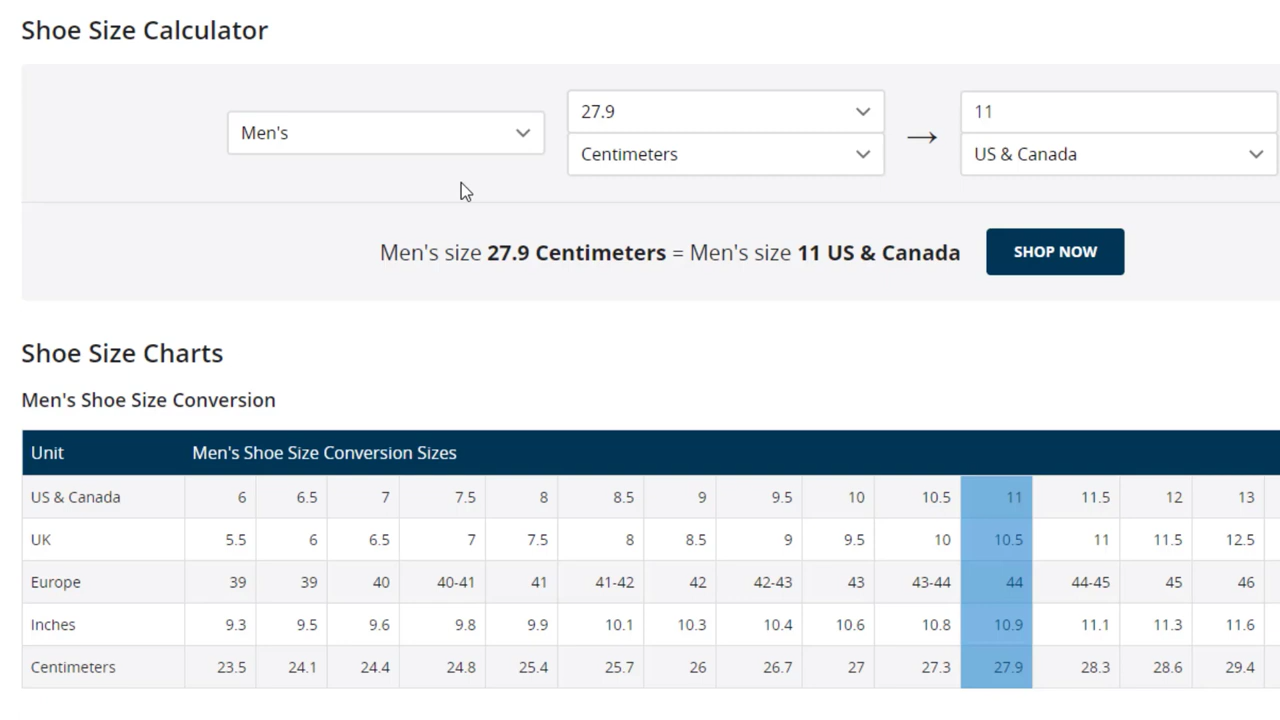 Shoe Size Calculator
Men's
27.9
Centimeters
→
11
US & Canada
Men's size 27.9 Centimeters = Men's size 11 US & Canada
SHOP NOW
Shoe Size Charts
Men's Shoe Size Conversion
Unit Men's Shoe Size Conversion Sizes
US & Canada 6 6.5 7 7.5 8 8.5 9 9.5 10 10.5 11 11.5 12 13
UK 5.5 6 6.5 7 7.5 8 8.5 9 9.5 10 10.5 11 11.5 12.5
Europe 39 39 40 40-41 41 41-42 42 42-43 43 43-44 44 44-45 45 46
Inches 9.3 9.5 9.6 9.8 9.9 10.1 10.3 10.4 10.6 10.8 10.9 11.1 11.3 11.6
Centimeters 23.5 24.1 24.4 24.8 25.4 25.7 26 26.7 27 27.3 27.9 28.3 28.6 29.4